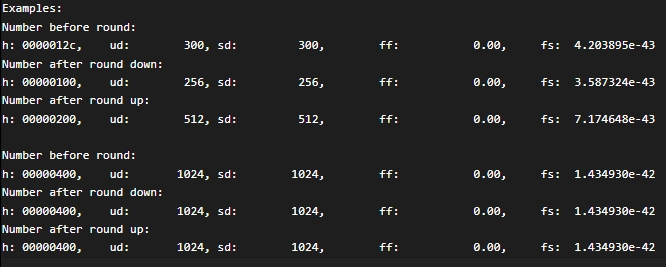 Examples:
Number before round:
h: 0000012c,    ud:        300, sd:         300,        ff:           0.00,     fs:  4.203895e-43
Number after round down:
h: 00000100,    ud:        256, sd:         256,        ff:           0.00,     fs:  3.587324e-43
Number after round up:
h: 00000200,    ud:        512, sd:         512,        ff:           0.00,     fs:  7.174648e-43

Number before round:
h: 00000400,    ud:       1024, sd:        1024,        ff:           0.00,     fs:  1.434930e-42
Number after round down:
h: 00000400,    ud:       1024, sd:        1024,        ff:           0.00,     fs:  1.434930e-42
Number after round up:
h: 00000400,    ud:       1024, sd:        1024,        ff:           0.00,     fs:  1.434930e-42